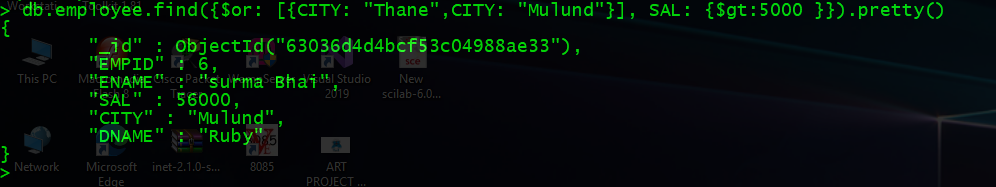 > db.employee.find({$or: [{CITY: "Thane",CITY: "Mulund"}], SAL: {$gt:5000 }}).pretty()
{
"_id" : ObjectId("63036d4d4bcf53c04988ae33"),
"EMPID" : 6,
"ENAME" : "Surma Bhai",
"SAL" : 56000,
"CITY" : "Mulund",
"DNAME" : "Ruby"
}
>
This PC
Visual Studio
2019
New
scilab-6.0...
Network
Microsoft
Edge
inet-2.1.0-s...
8085
ART
PROJECT ...